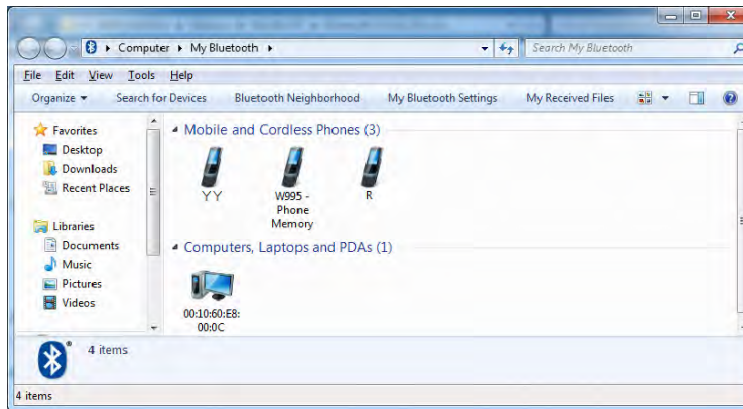 Computer ▸ My Bluetooth ▸
Search My Bluetooth
File Edit View Tools Help
Organize Search for Devices Bluetooth Neighborhood My Bluetooth Settings My Received Files
Favorites
Desktop
Downloads
Recent Places
Libraries
Documents
Music
Pictures
Videos
Mobile and Cordless Phones (3)
Y Y
W995 -
Phone
Memory
R
Computers, Laptops and PDAs (1)
00:10:60:E8:
00:0C
4 items
4 items